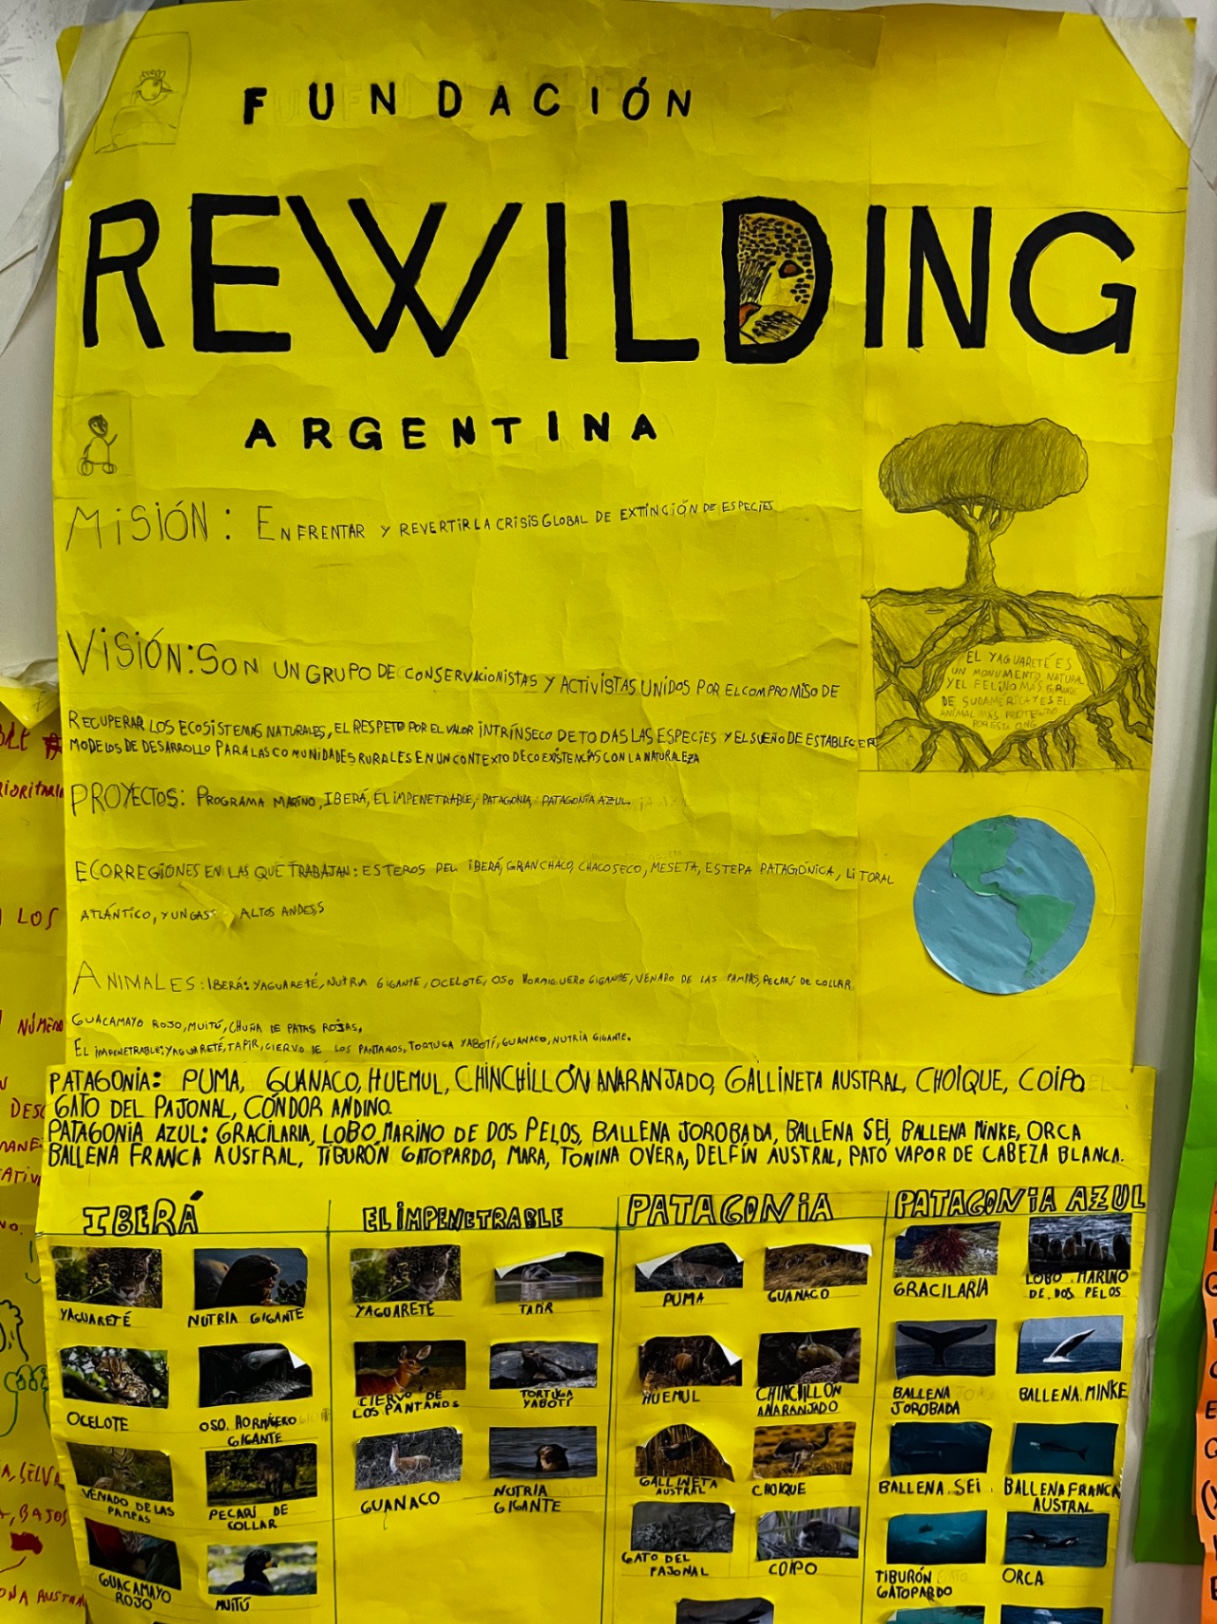 FUNDACIÓN
REWILDING
ARGENTINA
MISIÓN: ENFRENTAR Y REVERTIR LA CRISIS GLOBAL DE EXTINCIÓN DE ESPECIES
VISIÓN: SON UN GRUPO DE CONSERVACIONISTAS Y ACTIVISTAS UNIDOS POR EL COMPROMISO DE
RECUPERAR LOS ECOSISTEMAS NATURALES, EL RESPETO POR EL VALOR INTRÍNSECO DE TODAS LAS ESPECIES Y EL SUEÑO DE ESTABLECER
MODELOS DE DESARROLLO PARA LAS COMUNIDADES RURALES EN UN CONTEXTO DE COEXISTENCIAS CON LA NATURALEZA
EL YAGUARETÉ ES
UN MONUMENTO NATURAL
Y EL FELINO MÁS GRANDE
DE SUDAMERICA Y ES EL
ANIMAL MÁS PROTEGIDO
POR ESTA ONG
PROYECTOS: PROGRAMA MARINO, IBERÁ, EL IMPENETRABLE, PATAGONIA, PATAGONIA AZUL.
ECORREGIONES EN LAS QUE TRABAJAN: ESTEROS DEL IBERÁ, GRAN CHACO, CHACO SECO, MESETA, ESTEPA PATAGÓNICA, LITORAL
ATLÁNTICO, YUNGAS Y ALTOS ANDES
ANIMALES: IBERÁ: YAGUARETÉ, NUTRIA GIGANTE, OCELOTE, OSO HORMIGUERO GIGANTE, VENADO DE LAS PAMPAS, PECARÍ DE COLLAR,
GUACAMAYO ROJO, MUITÚ, CHUÑA DE PATAS ROJAS,
EL IMPENETRABLE: YAGUARETÉ, TAPIR, CIERVO DE LOS PANTANOS, TORTUGA YABOTÍ, GUANACO, NUTRIA GIGANTE.
PATAGONIA: PUMA, GUANACO, HUEMUL, CHINCHILLÓN ANARANJADO, GALLINETA AUSTRAL, CHOIQUE, COIPO
GATO DEL PAJONAL, CÓNDOR ANDINO.
PATAGONIA AZUL: GRACILARIA, LOBO MARINO DE DOS PELOS, BALLENA JOROBADA, BALLENA SEI, BALLENA MINKE, ORCA
BALLENA FRANCA AUSTRAL, TIBURÓN GATOPARDO, MARA, TONINA OVERA, DELFÍN AUSTRAL, PATO VAPOR DE CABEZA BLANCA.
IBERÁ
YAGUARETÉ
NUTRIA GIGANTE
OCELOTE
OSO HORMIGERO
GIGANTE
VENADO DE LAS
PAMPAS
PECARÍ DE
COLLAR
GUACAMAYO
ROJO
MUITÚ
EL IMPENETRABLE
YAGUARETÉ
TAPIR
CIERVO DE
LOS PANTANOS
TORTUGA
YABOTÍ
GUANACO
NUTRIA
GIGANTE
PATAGONIA
PUMA
GUANACO
HUEMUL
CHINCHILLÓN
ANARANJADO
GALLINETA
AUSTRAL
CHOIQUE
GATO DEL
PAJONAL
COIPO
PATAGONIA AZUL
GRACILARIA
LOBO MARINO
DE DOS PELOS
BALLENA
JOROBADA
BALLENA MINKE
BALLENA SEI
BALLENA FRANCA
AUSTRAL
TIBURÓN
GATOPARDO
ORCA
LOS
NÚMERO